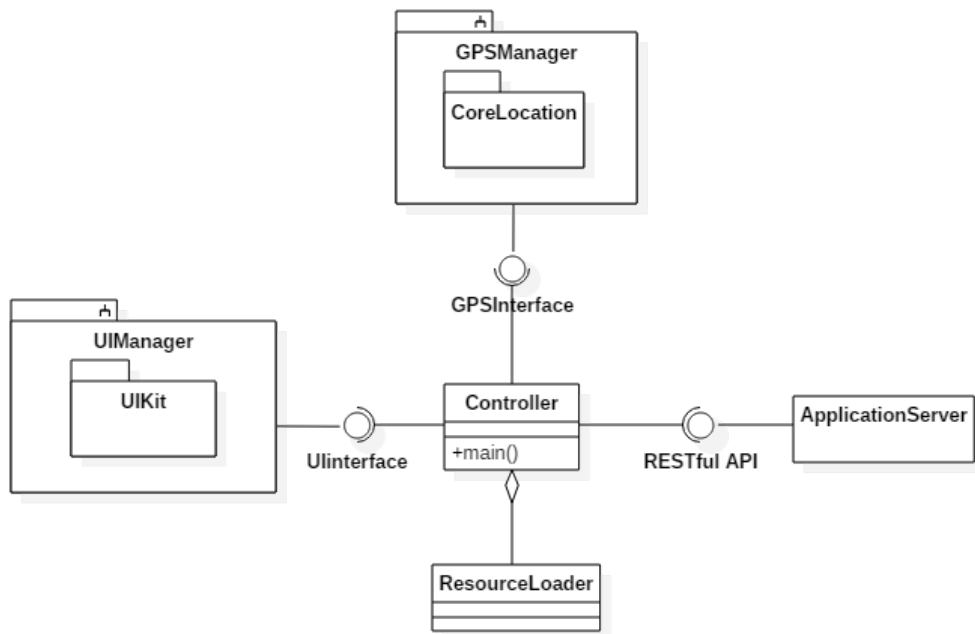 GPSManager
CoreLocation
GPSInterface
UIManager
UIKit
UIinterface
Controller
+main()
RESTful API
ApplicationServer
ResourceLoader